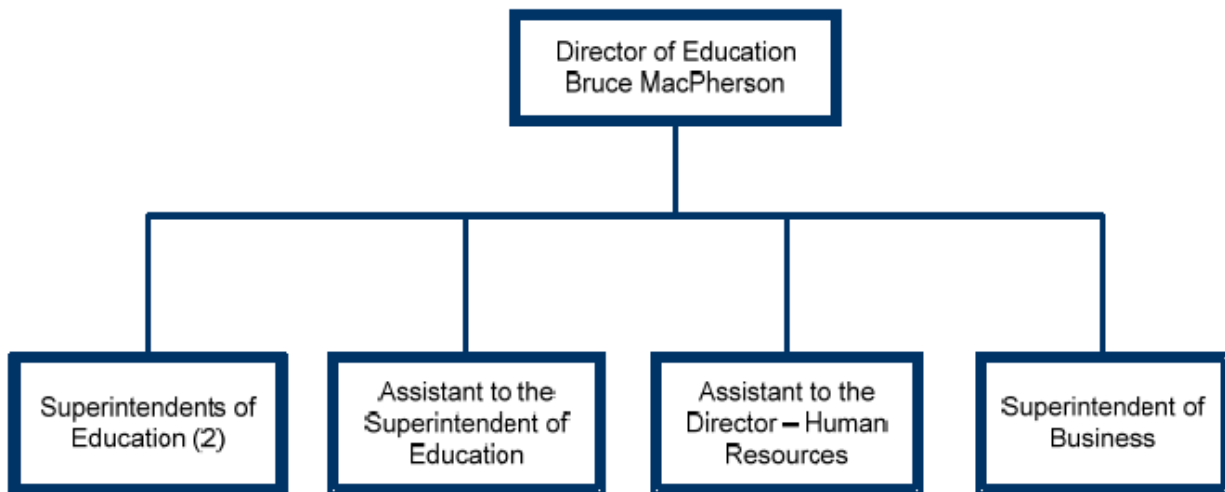 Director of Education
Bruce MacPherson
Superintendents of
Education (2)
Assistant to the
Superintendent of
Education
Assistant to the
Director – Human
Resources
Superintendent of
Business